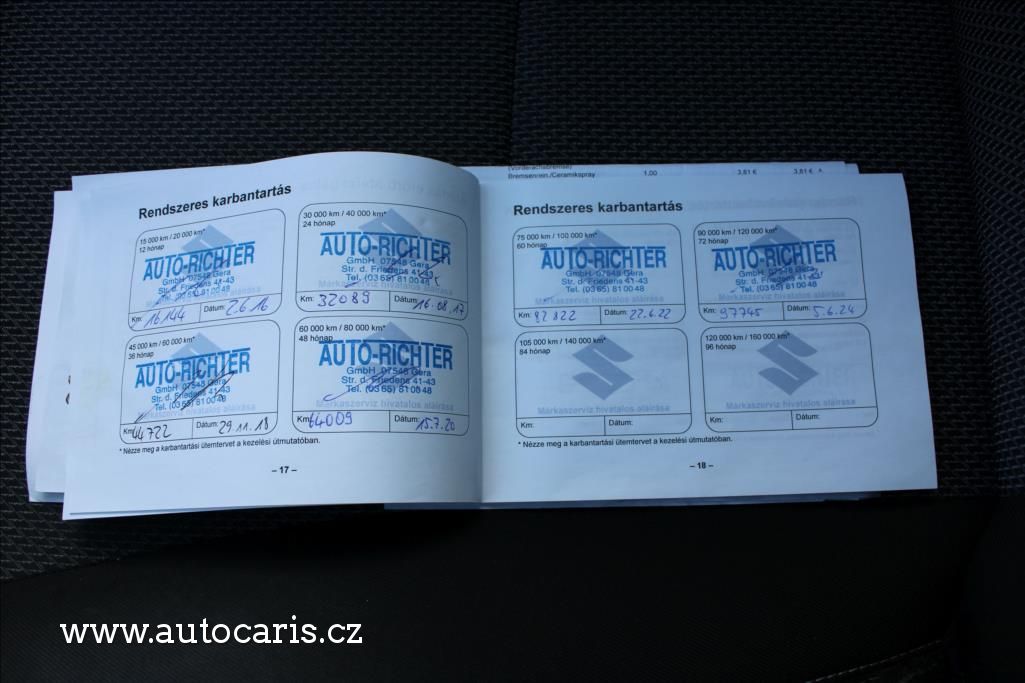 Rendszeres karbantartás
15 000 km / 20 000 km*
12 hónap
AUTO-RICHTER
GmbH 07548 Gera
Str. d. Friedens 41-43
Tel. (03 65) 81 00 48
Km: 16144 Dátum: 2.6.16
30 000 km / 40 000 km*
24 hónap
AUTO-RICHTER
GmbH 07548 Gera
Str. d. Friedens 41-43
Tel. (03 65) 81 00 48
Km: 32089 Dátum: 16.08.17
45 000 km / 60 000 km*
36 hónap
AUTO-RICHTER
GmbH 07548 Gera
Str. d. Friedens 41-43
Tel. (03 65) 81 00 48
Km: 44722 Dátum: 29.11.18
60 000 km / 80 000 km*
48 hónap
AUTO-RICHTER
GmbH 07548 Gera
Str. d. Friedens 41-43
Tel. (03 65) 81 00 48
Km: 64009 Dátum: 15.7.20
* Nézze meg a karbantartási ütemtervet a kezelési útmutatóban.
– 17 –
(Vorderachsbremse)
Bremsenrein./Ceramikspray 1,00 3,81 € 3,81 €
Rendszeres karbantartás
75 000 km / 100 000 km*
60 hónap
AUTO-RICHTER
GmbH 07548 Gera
Str. d. Friedens 41-43
Tel. (03 65) 81 00 48
Márkaszerviz hivatalos aláírása
Km: 82822 Dátum: 22.6.22
90 000 km / 120 000 km*
72 hónap
AUTO-RICHTER
GmbH 07548 Gera
Str. d. Friedens 41-43
Tel. (03 65) 81 00 48
Márkaszerviz hivatalos aláírása
Km: 97745 Dátum: 5.6.24
105 000 km / 140 000 km*
84 hónap
Márkaszerviz hivatalos aláírása
Km: Dátum:
120 000 km / 160 000 km*
96 hónap
Márkaszerviz hivatalos aláírása
Km: Dátum:
* Nézze meg a karbantartási ütemtervet a kezelési útmutatóban.
– 18 –
www.autocaris.cz